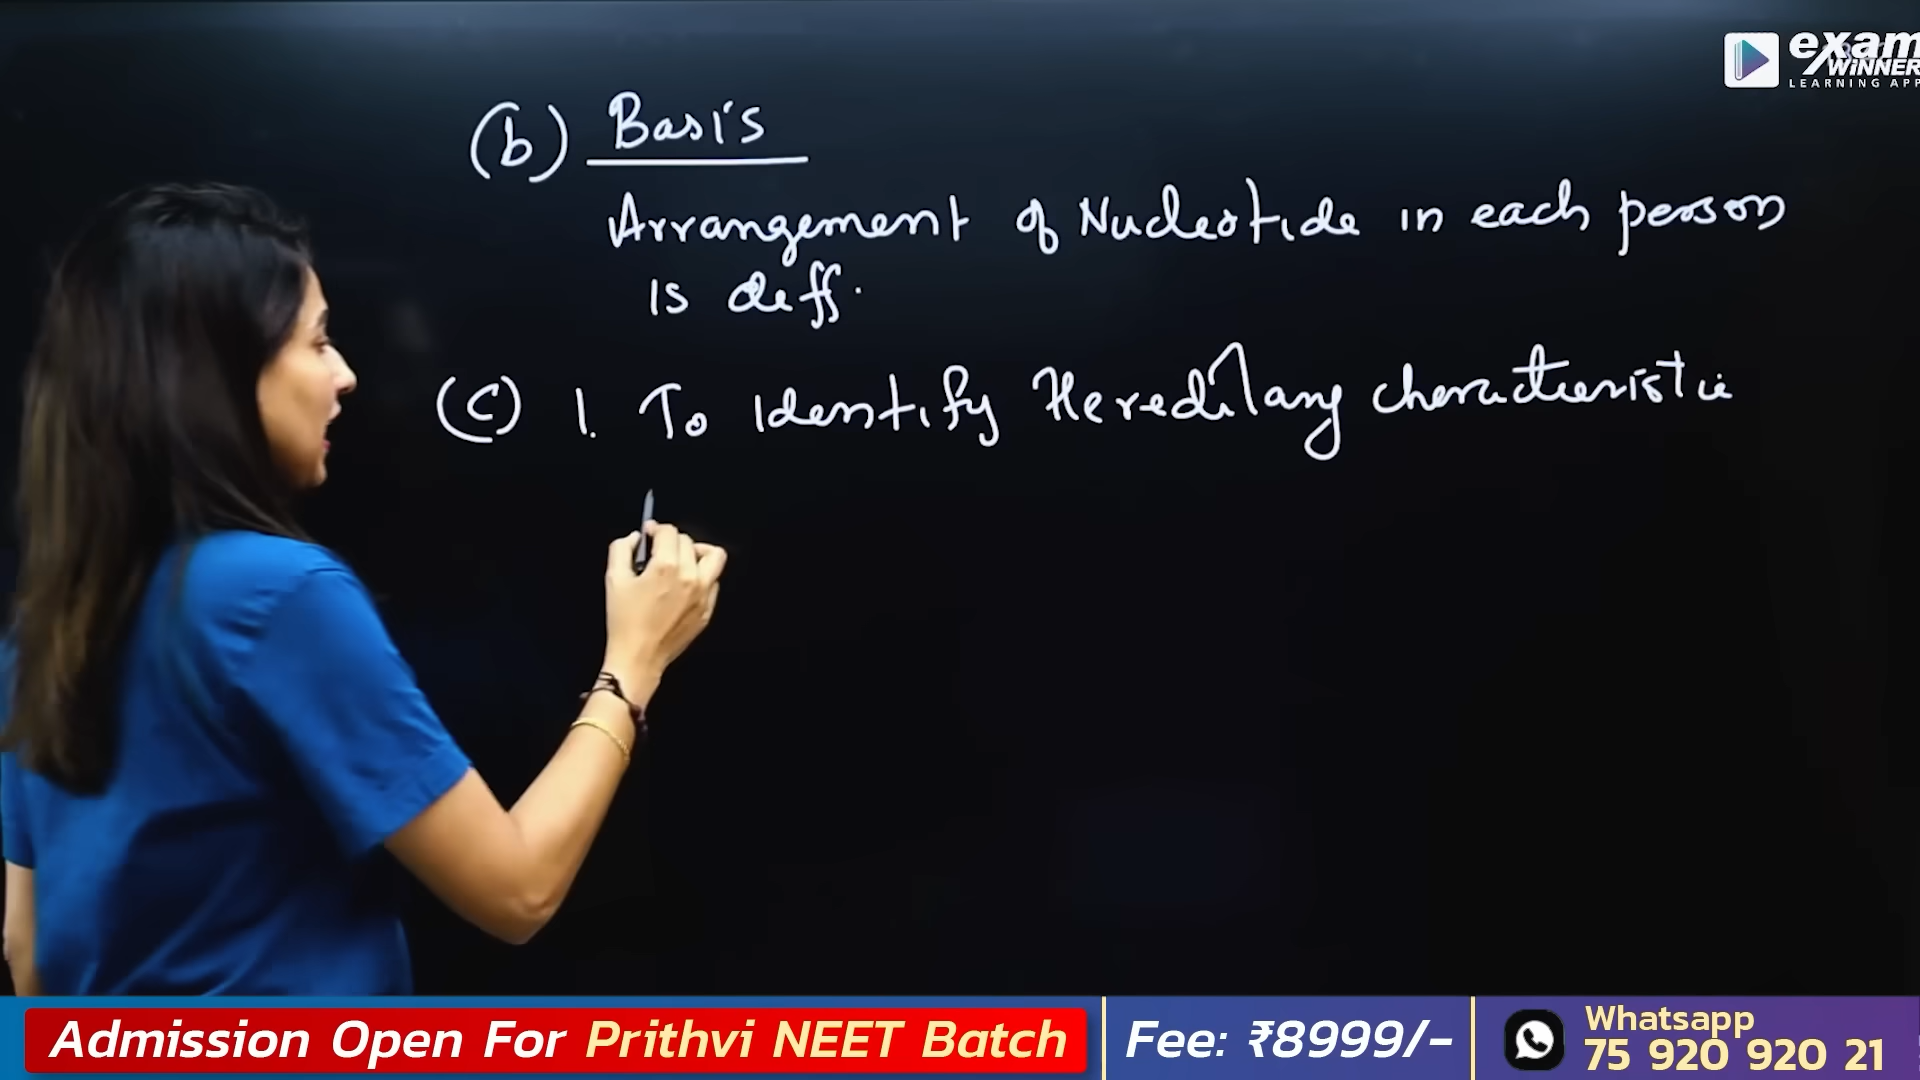 exam
WINNER
LEARNING APP
(b) Basis
Arrangement of Nucleotide in each person
is diff.
(c) 1. To identify Hereditary characteristic
Admission Open For Prithvi NEET Batch
Fee: ₹8999/-
Whatsapp
75 920 920 21